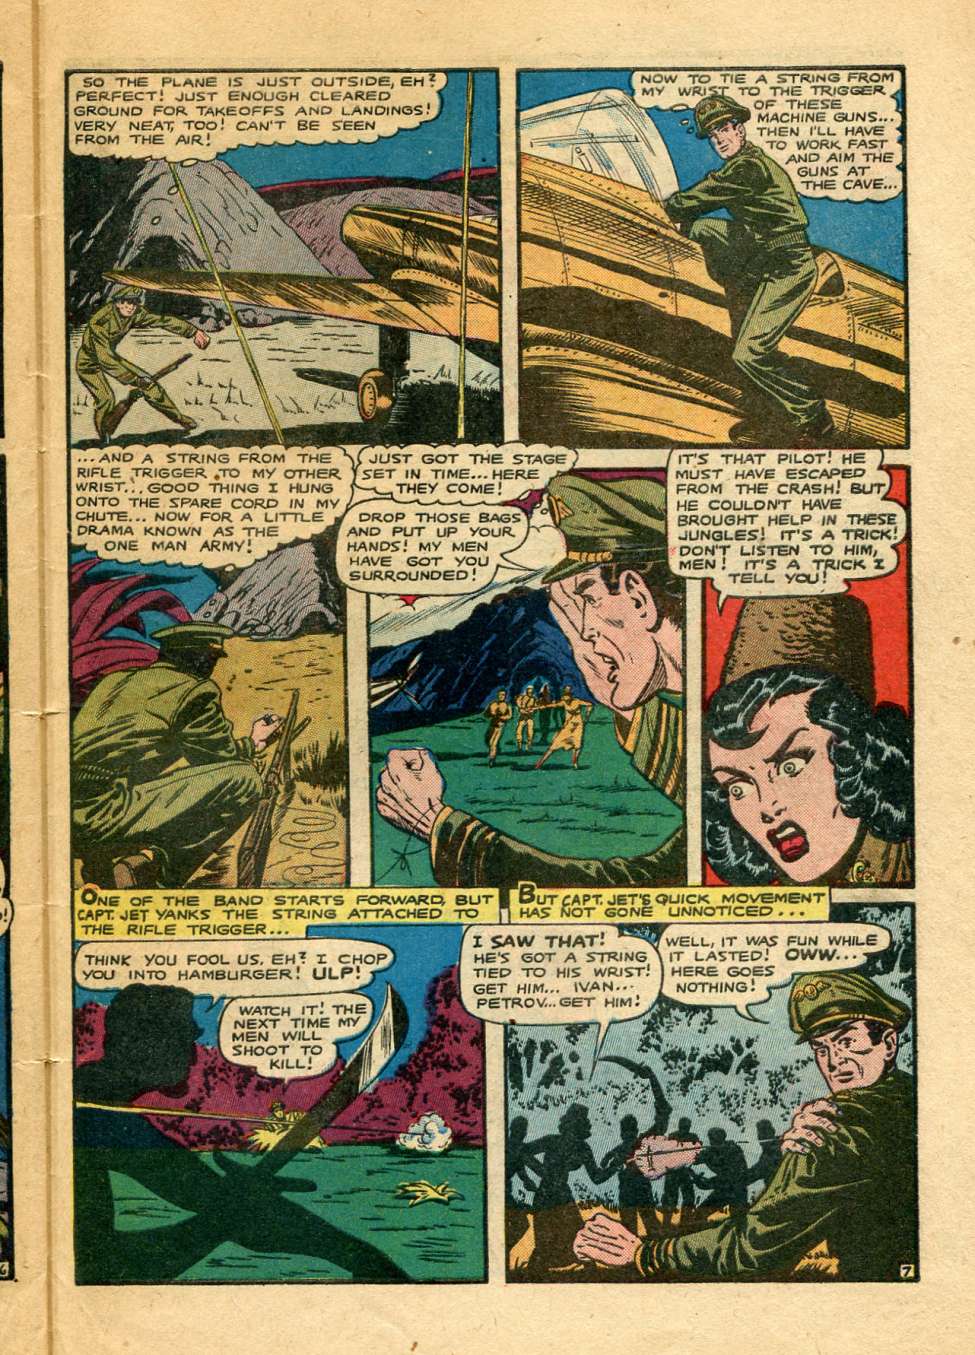 SO THE PLANE IS JUST OUTSIDE, EH?
PERFECT! JUST ENOUGH CLEARED
GROUND FOR TAKEOFFS AND LANDINGS!
VERY NEAT, TOO! CAN'T BE SEEN
FROM THE AIR!
NOW TO TIE A STRING FROM
MY WRIST TO THE TRIGGER
OF THESE
MACHINE GUNS...
THEN I'LL HAVE
TO WORK FAST
AND AIM THE
GUNS AT
THE CAVE...
...AND A STRING FROM THE
RIFLE TRIGGER TO MY OTHER
WRIST... GOOD THING I HUNG
ONTO THE SPARE CORD IN MY
CHUTE... NOW FOR A LITTLE
DRAMA KNOWN AS THE
ONE MAN ARMY!
JUST GOT THE STAGE
SET IN TIME... HERE
THEY COME!
DROP THOSE BAGS
AND PUT UP YOUR
HANDS! MY MEN
HAVE GOT YOU
SURROUNDED!
IT'S THAT PILOT! HE
MUST HAVE ESCAPED
FROM THE CRASH! BUT
HE COULDN'T HAVE
BROUGHT HELP IN THESE
JUNGLES! IT'S A TRICK!
DON'T LISTEN TO HIM,
MEN! IT'S A TRICK I
TELL YOU!
ONE OF THE BAND STARTS FORWARD, BUT
CAPT. JET YANKS THE STRING ATTACHED TO
THE RIFLE TRIGGER...
THINK YOU FOOL US, EH? I CHOP
YOU INTO HAMBURGER! ULP!
WATCH IT! THE
NEXT TIME MY
MEN WILL
SHOOT TO
KILL!
BUT CAPT. JET'S QUICK MOVEMENT
HAS NOT GONE UNNOTICED...
I SAW THAT!
HE'S GOT A STRING
TIED TO HIS WRIST!
GET HIM... IVAN...
PETROV... GET HIM!
WELL, IT WAS FUN WHILE
IT LASTED! OWW...
HERE GOES
NOTHING!
6
7